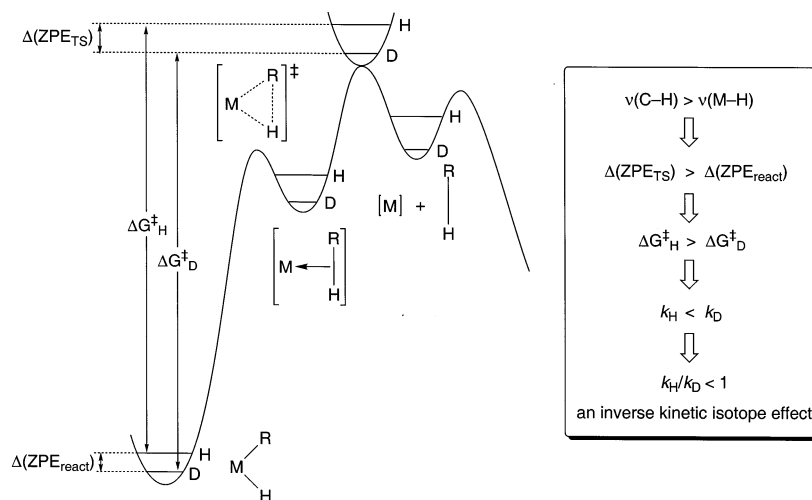 H
Δ(ZPE_TS)
D
[M R H]‡
ν(C–H) > ν(M–H)
H
Δ(ZPE_TS) > Δ(ZPE_react)
D
H
D
R
[M] +
H
ΔG‡_H
ΔG‡_D
R
M
H
ΔG‡_H > ΔG‡_D
k_H < k_D
k_H/k_D < 1
an inverse kinetic isotope effect
Δ(ZPE_react)
H
D
R
M
H